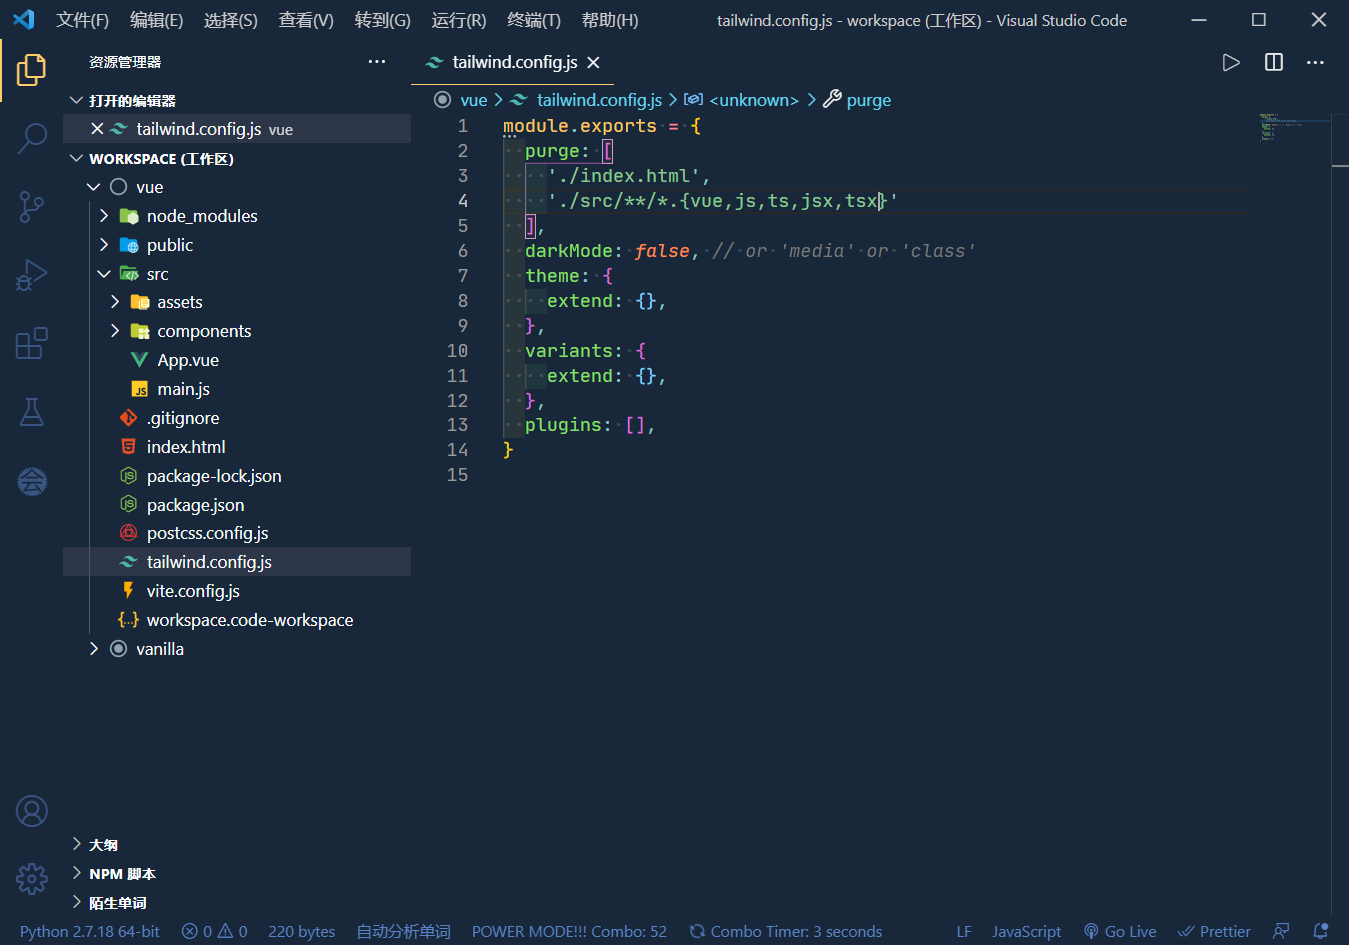 文件(F) 编辑(E) 选择(S) 查看(V) 转到(G) 运行(R) 终端(T) 帮助(H) tailwind.config.js - workspace (工作区) - Visual Studio Code
资源管理器
打开的编辑器
tailwind.config.js vue
WORKSPACE (工作区)
vue
node_modules
public
src
assets
components
App.vue
main.js
.gitignore
index.html
package-lock.json
package.json
postcss.config.js
tailwind.config.js
vite.config.js
workspace.code-workspace
vanilla
大纲
NPM 脚本
陌生单词
tailwind.config.js
vue > tailwind.config.js > <unknown> > purge
1 module.exports = {
2 purge: [
3 './index.html',
4 './src/**/*.{vue,js,ts,jsx,tsx}'
5 ],
6 darkMode: false, // or 'media' or 'class'
7 theme: {
8 extend: {},
9 },
10 variants: {
11 extend: {},
12 },
13 plugins: [],
14 }
15
Python 2.7.18 64-bit 0 0 220 bytes 自动分析单词 POWER MODE!!! Combo: 52 Combo Timer: 3 seconds LF JavaScript Go Live Prettier